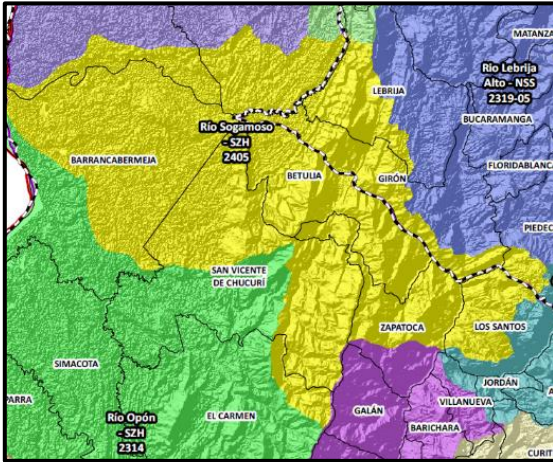 MATANZA
Río Lebrija
Alto - NSS
2319-05
LEBRIJA
BUCARAMANGA
Río Sogamoso
- SZH
2405
BARRANCABERMEJA
FLORIDABLANCA
BETULIA
GIRÓN
PIEDEC
SAN VICENTE
DE CHUCURÍ
ZAPATOCA
LOS SANTOS
SIMACOTA
JORDÁN
A
PARRA
VILLANUEVA
Río Opón
- SZH
2314
EL CARMEN
GALÁN
BARICHARA
CURIT